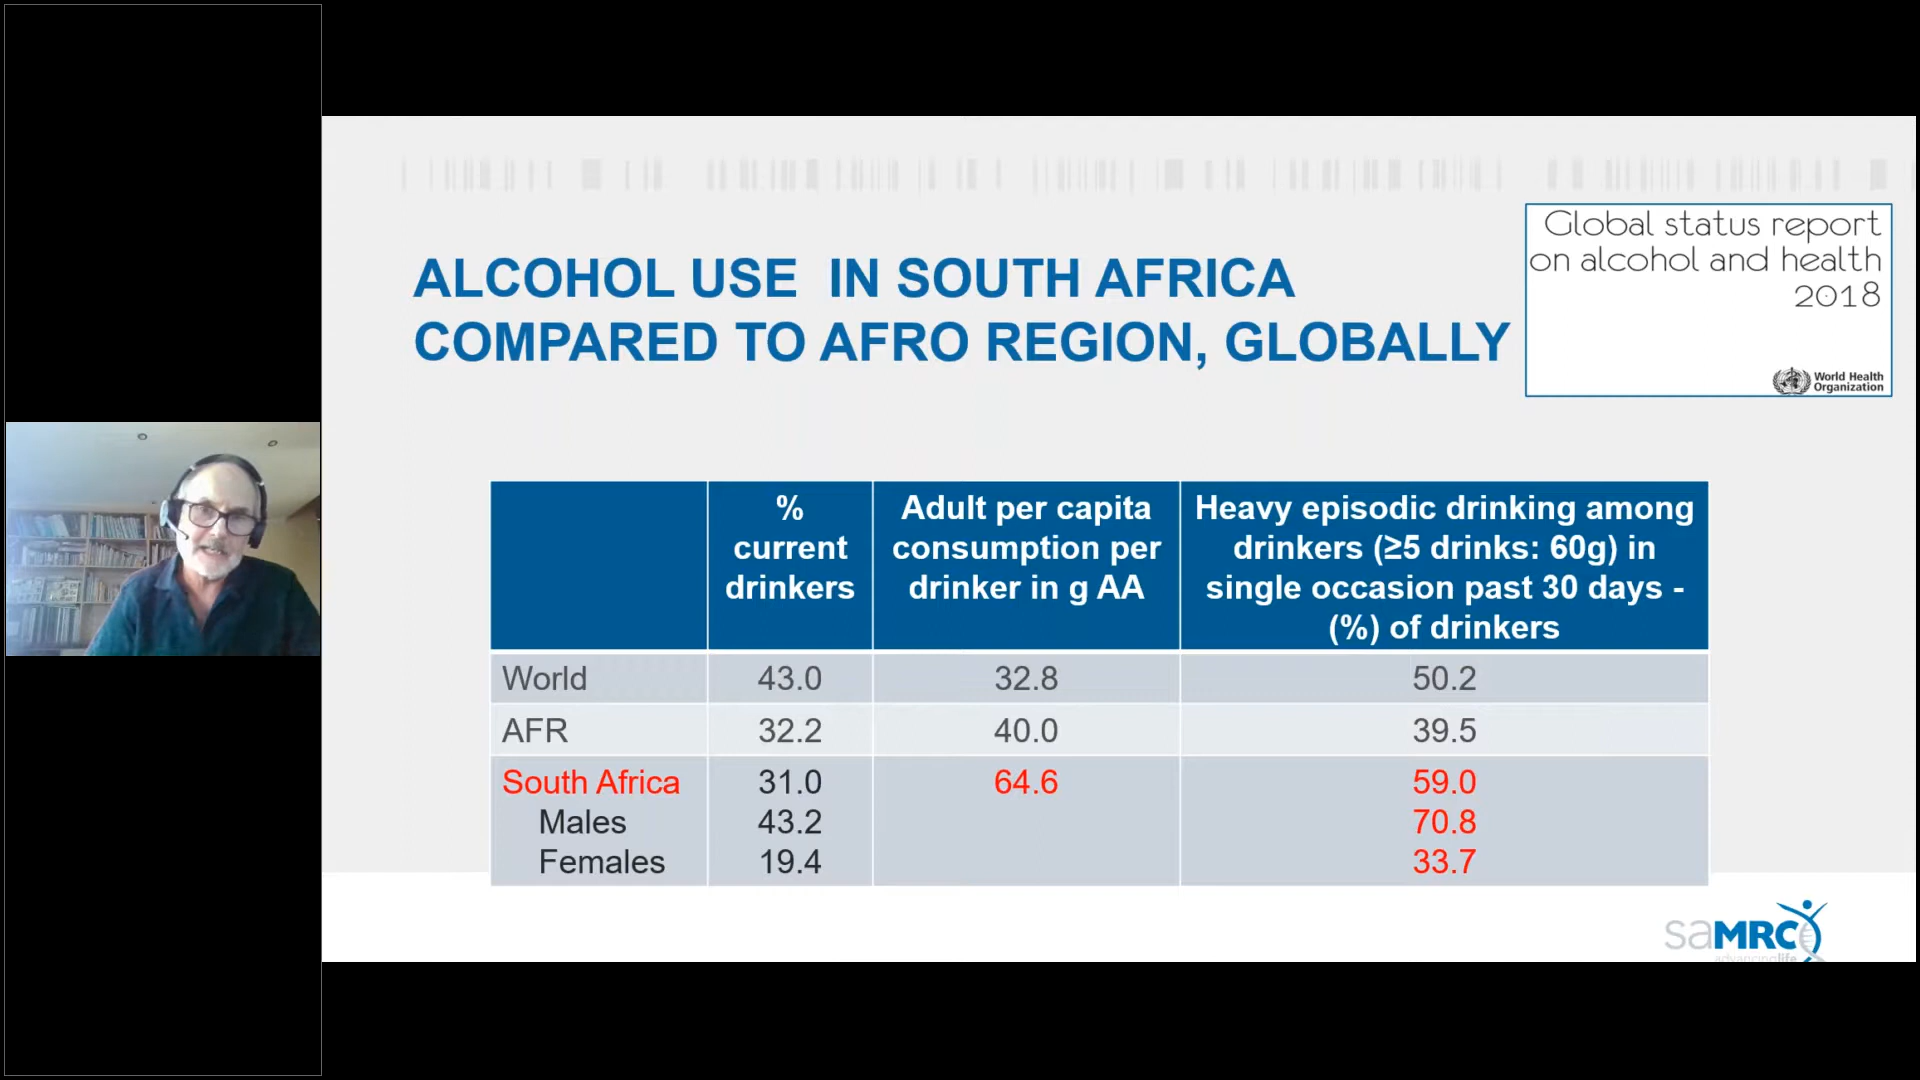 Global status report
on alcohol and health
2018
World Health
Organization
ALCOHOL USE  IN SOUTH AFRICA
COMPARED TO AFRO REGION, GLOBALLY
% current drinkers
Adult per capita consumption per drinker in g AA
Heavy episodic drinking among drinkers (≥5 drinks: 60g) in single occasion past 30 days - (%) of drinkers
World 43.0 32.8 50.2
AFR 32.2 40.0 39.5
South Africa 31.0 64.6 59.0
Males 43.2 70.8
Females 19.4 33.7
saMRC
advancinglife